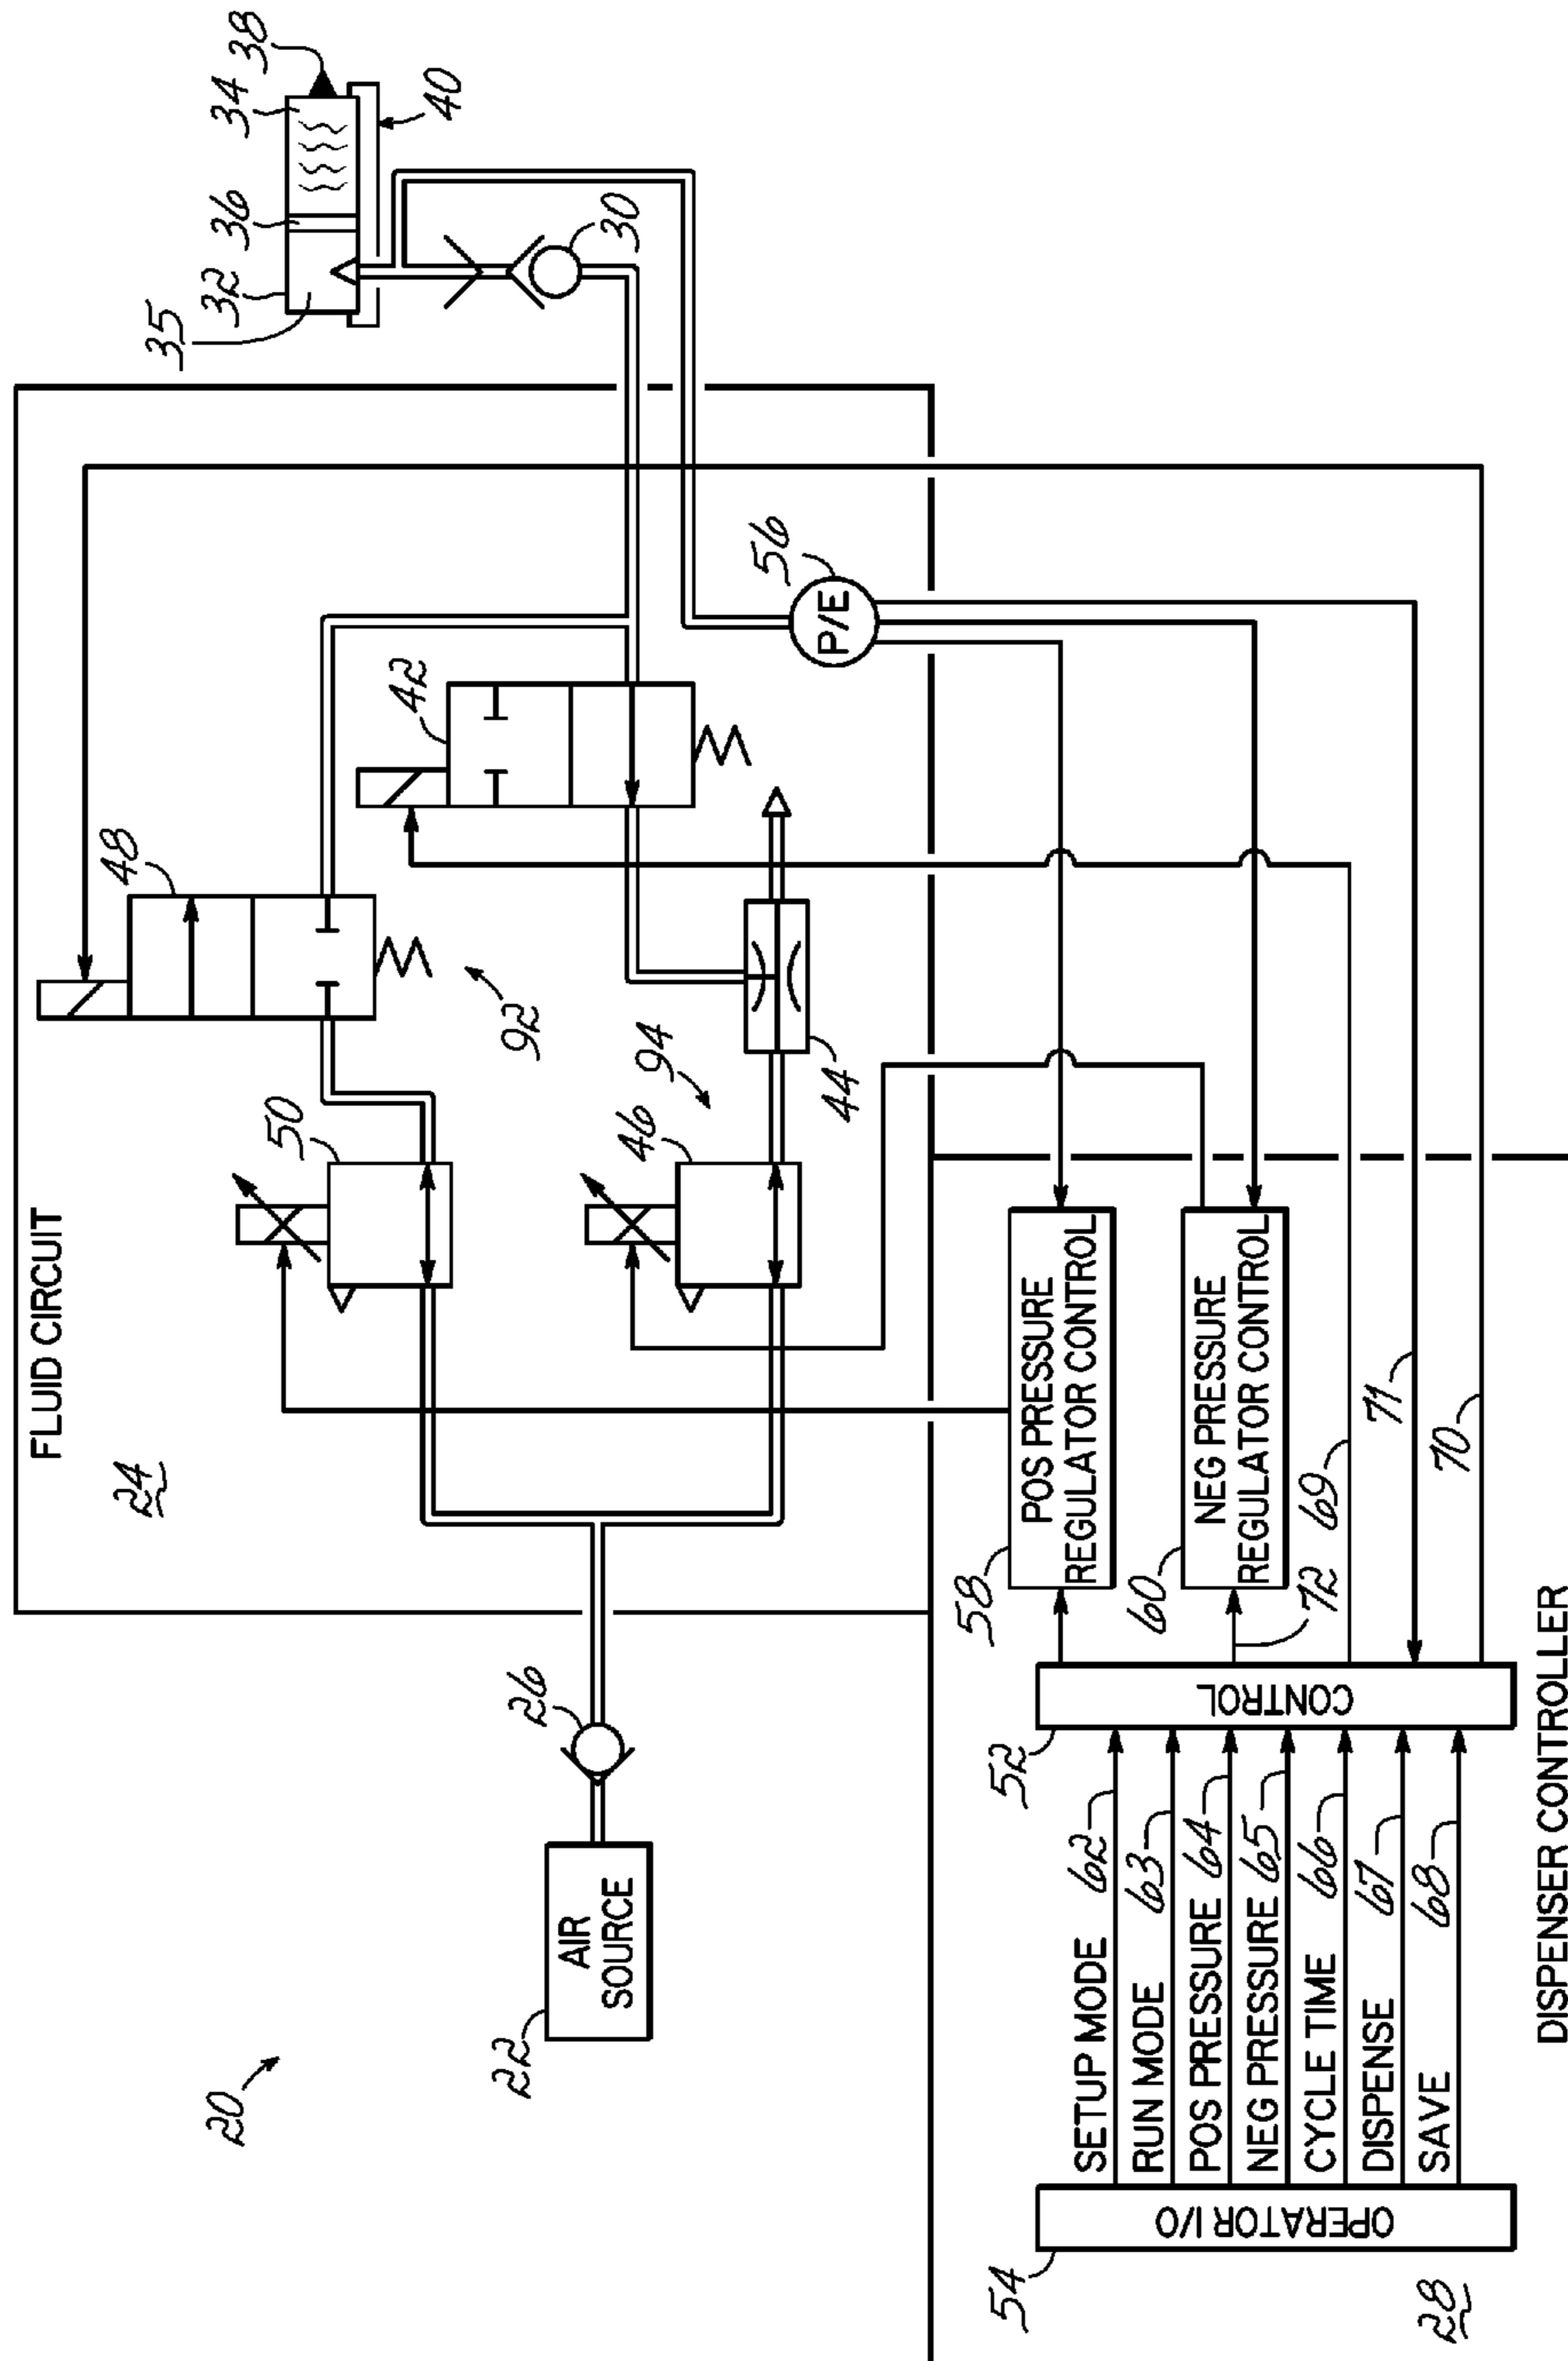 20
22
AIR
SOURCE
26
FLUID CIRCUIT
24
50
48
92
46
94
44
42
56
P/E
35
32
36
34
38
40
30
54
OPERATOR I/O
28
SETUP MODE 62
RUN MODE 63
POS PRESSURE 64
NEG PRESSURE 65
CYCLE TIME 66
DISPENSE 67
SAVE 68
52
CONTROL
58
POS PRESSURE
REGULATOR CONTROL
60
NEG PRESSURE
REGULATOR CONTROL
72
69
71
70
DISPENSER CONTROLLER